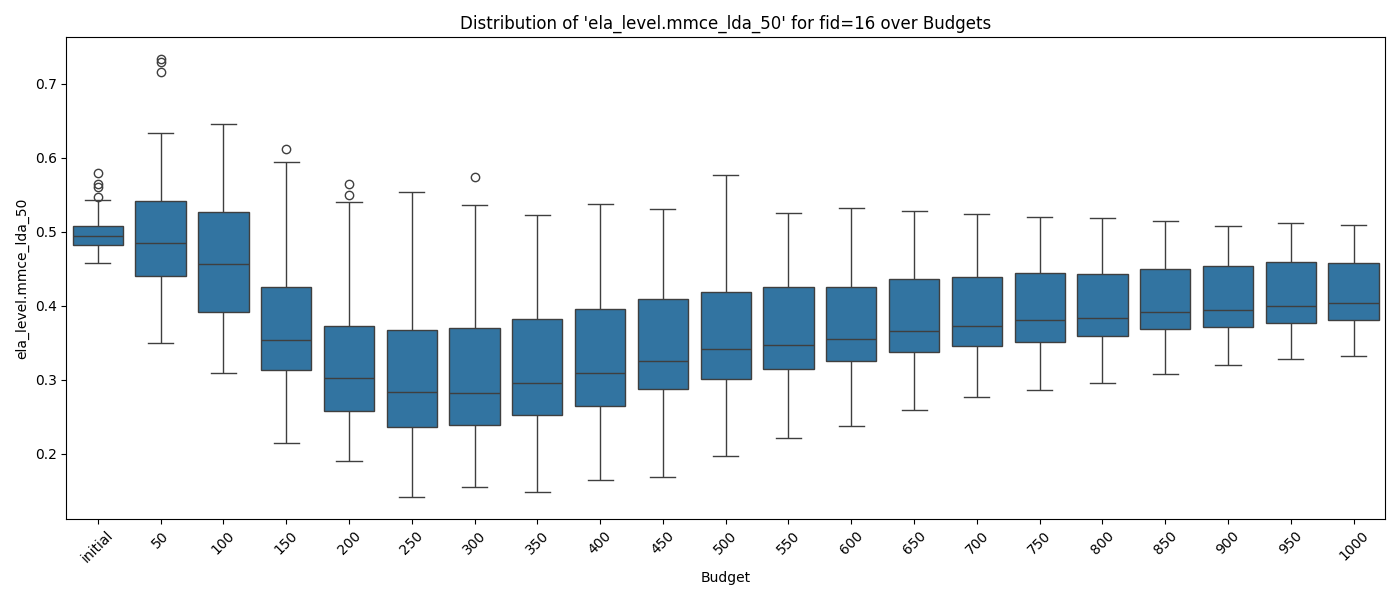 Distribution of 'ela_level.mmce_lda_50' for fid=16 over Budgets
ela_level.mmce_lda_50
0.7
0.6
0.5
0.4
0.3
0.2
initial 50 100 150 200 250 300 350 400 450 500 550 600 650 700 750 800 850 900 950 1000
Budget